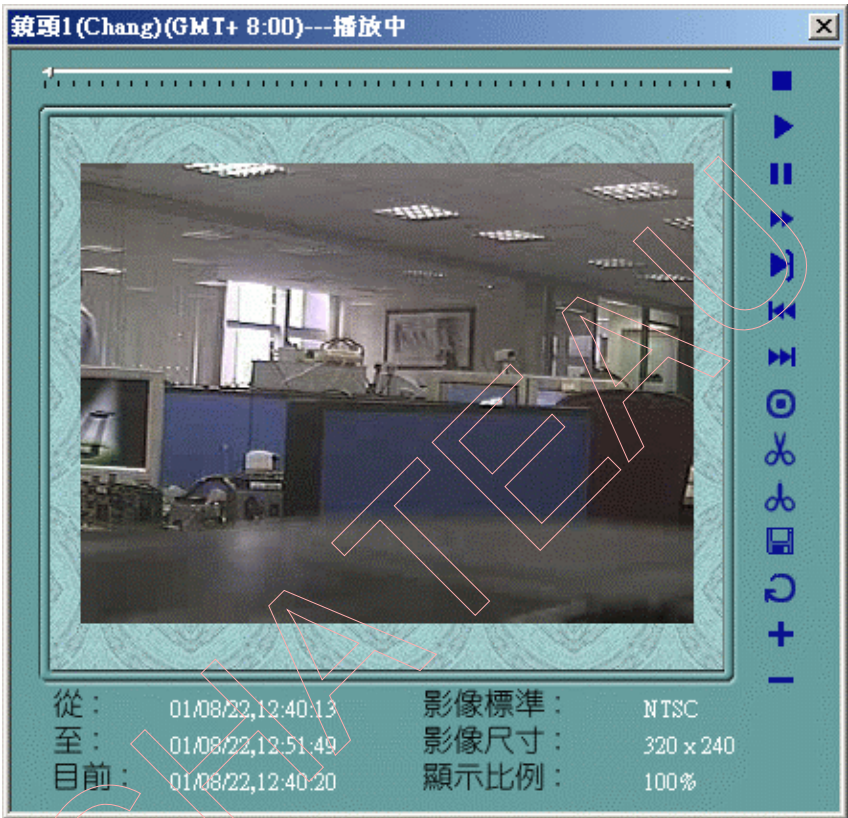 鏡頭1(Chang)(GMT+ 8:00)---播放中
從： 01/08/22,12:40:13 影像標準： NTSC
至： 01/08/22,12:51:49 影像尺寸： 320 x 240
目前： 01/08/22,12:40:20 顯示比例： 100%
CHATEAU